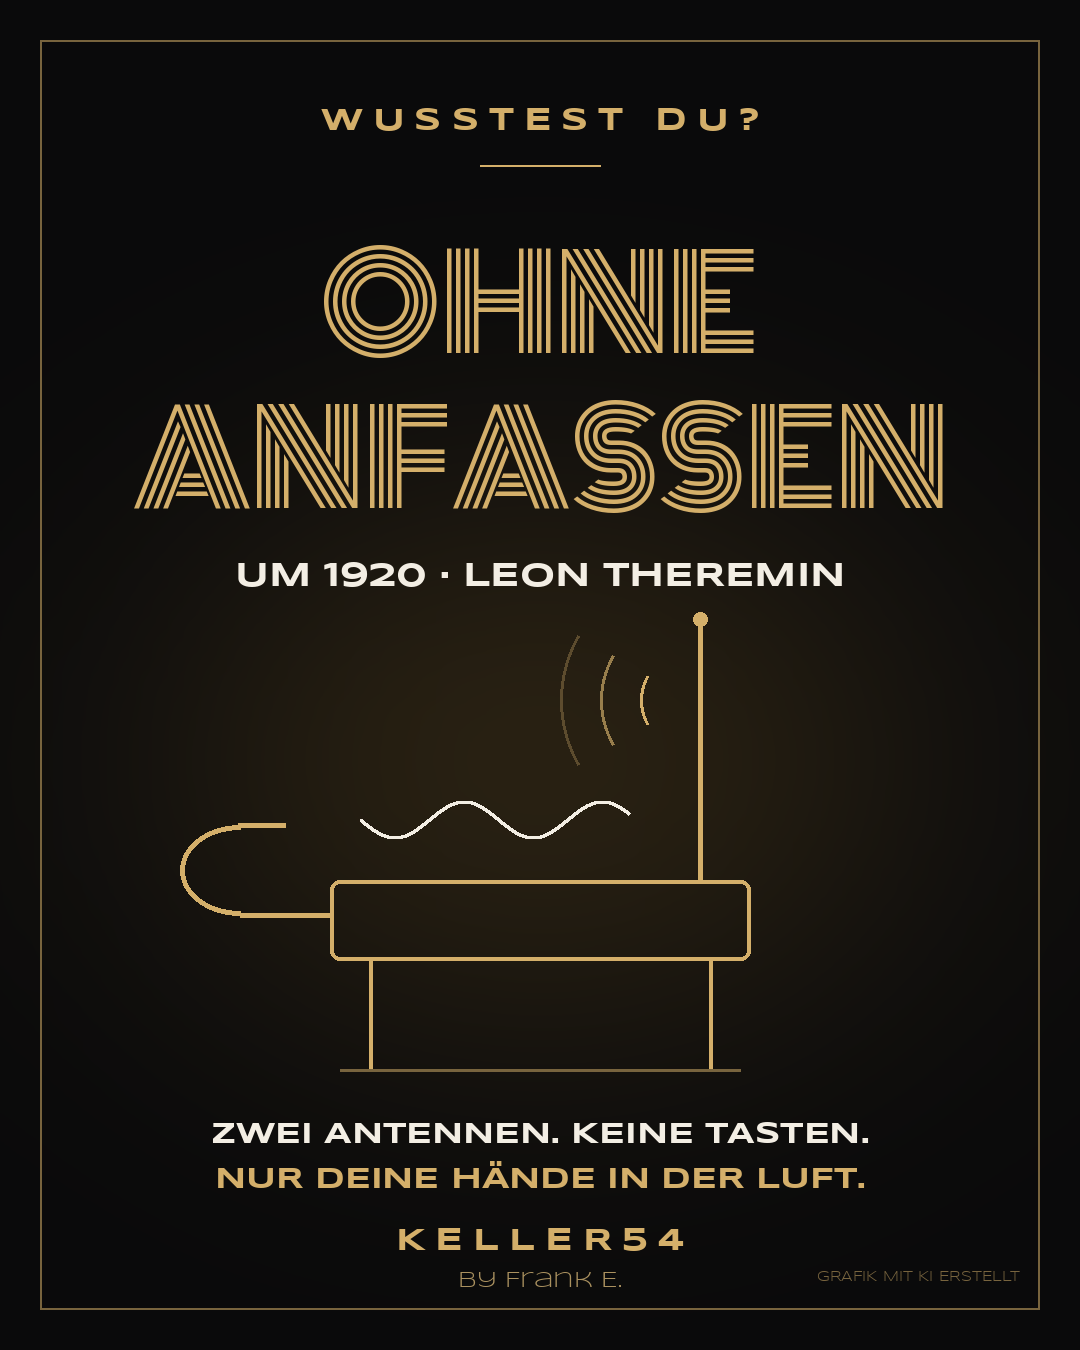 WUSSTEST DU?
OHNE
ANFASSEN
UM 1920 · LEON THEREMIN
ZWEI ANTENNEN. KEINE TASTEN.
NUR DEINE HÄNDE IN DER LUFT.
KELLER54
BY Frank E.
GRAFIK MIT KI ERSTELLT